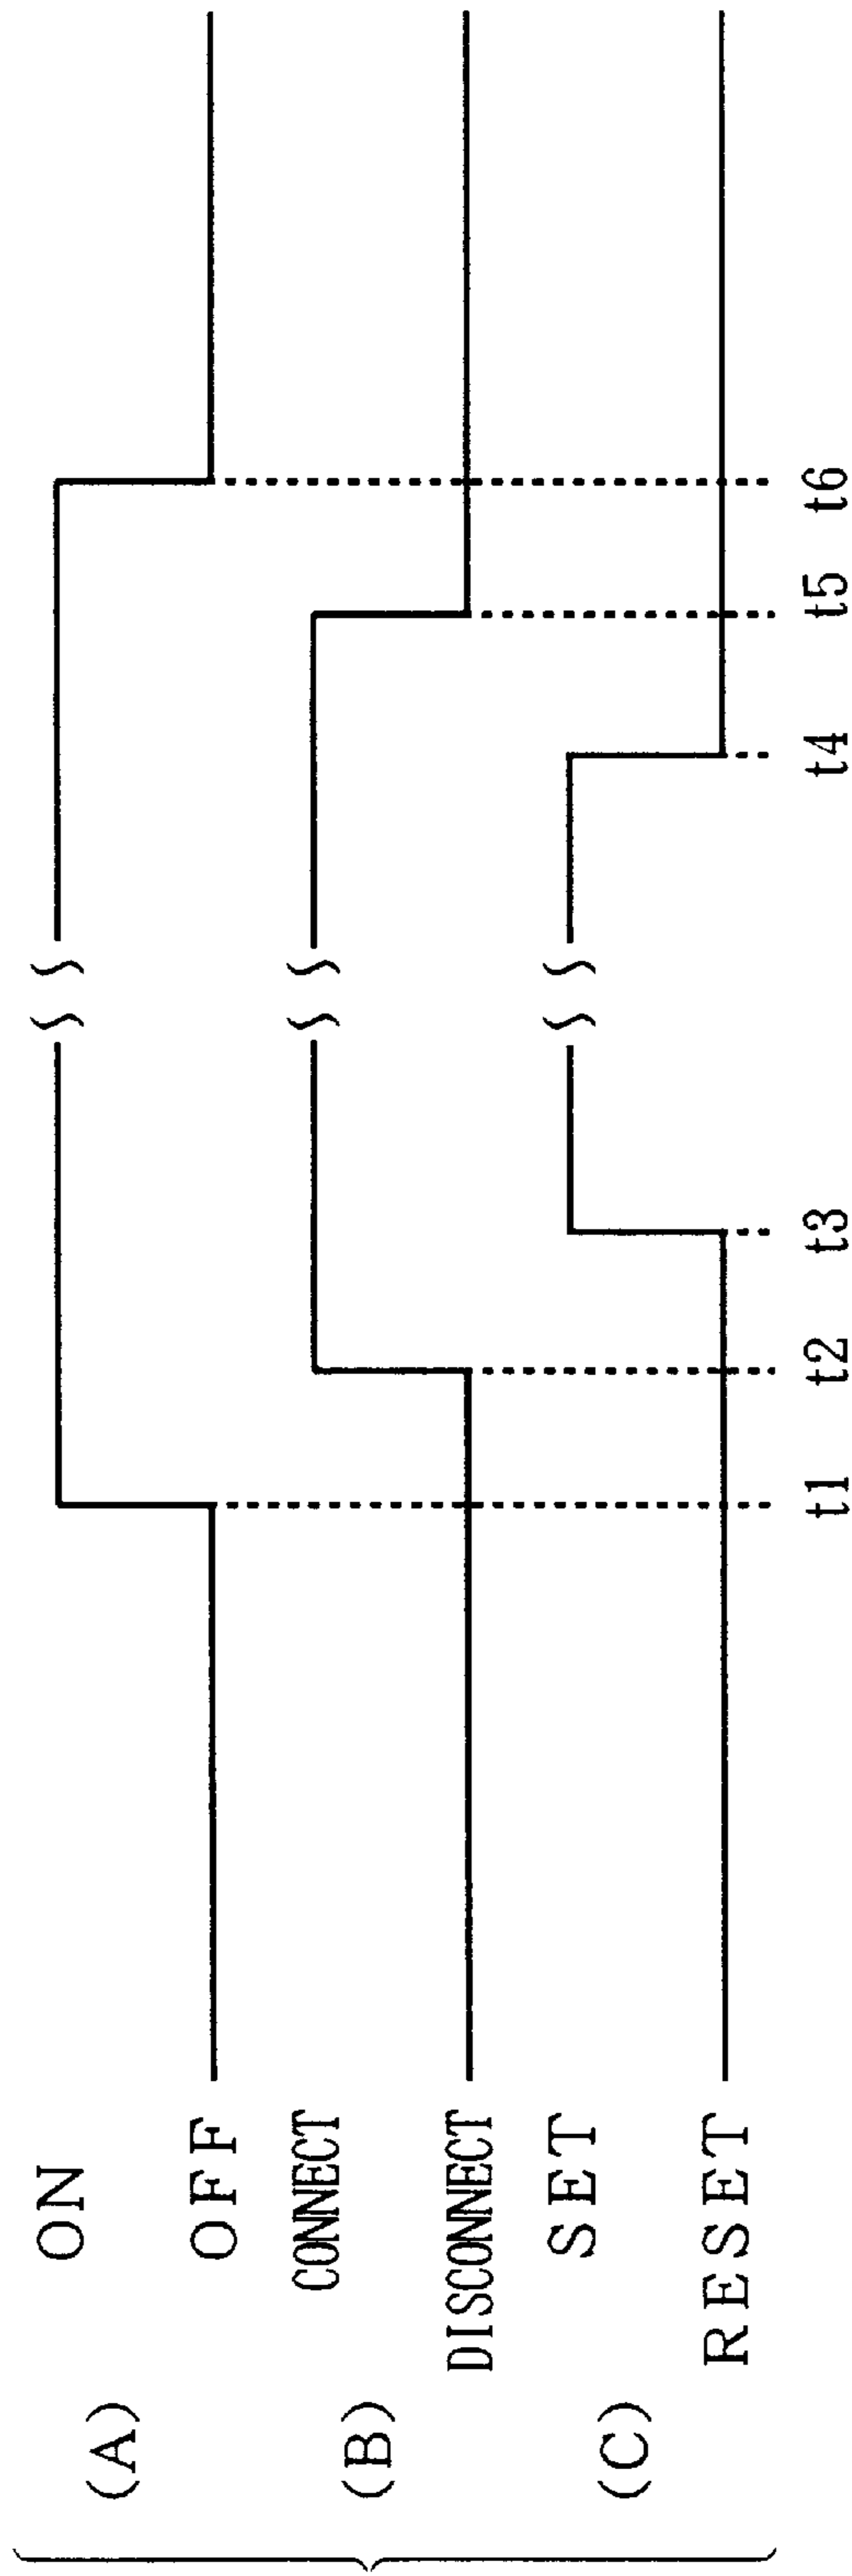 (A)
ON
OFF
(B)
CONNECT
DISCONNECT
(C)
SET
RESET
t1 t2 t3 t4 t5 t6